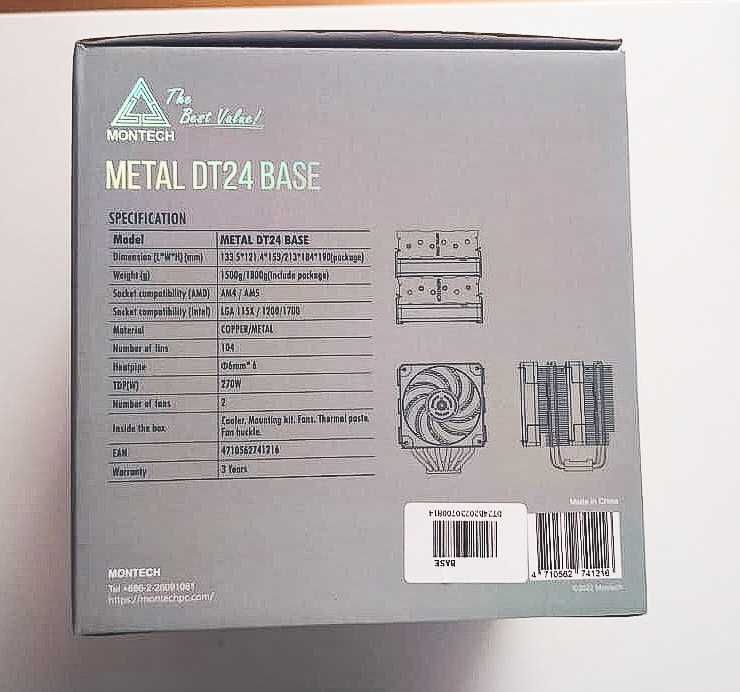 The
Best Value!
MONTECH
METAL DT24 BASE
SPECIFICATION
Model METAL DT24 BASE
Dimension (L*W*H)(mm) 133.5*121.4*153/213*184*190(package)
Weight (g) 1500g/1800g(Include package)
Socket compatibility (AMD) AM4 / AM5
Socket compatibility (Intel) LGA 115X / 1200/1700
Material COPPER/METAL
Number of fins 104
Heatpipe Φ6mm* 6
TDP(W) 270W
Number of fans 2
Inside the box Cooler, Mounting kit, Fans, Thermal paste,
Fan buckle.
EAN 4710562741216
Warranty 3 Years
Made in China
DT24B20230700814
BASE
4 710562 741216
©2022 Montech
MONTECH
Tel +886-2-26091081
https://montechpc.com/